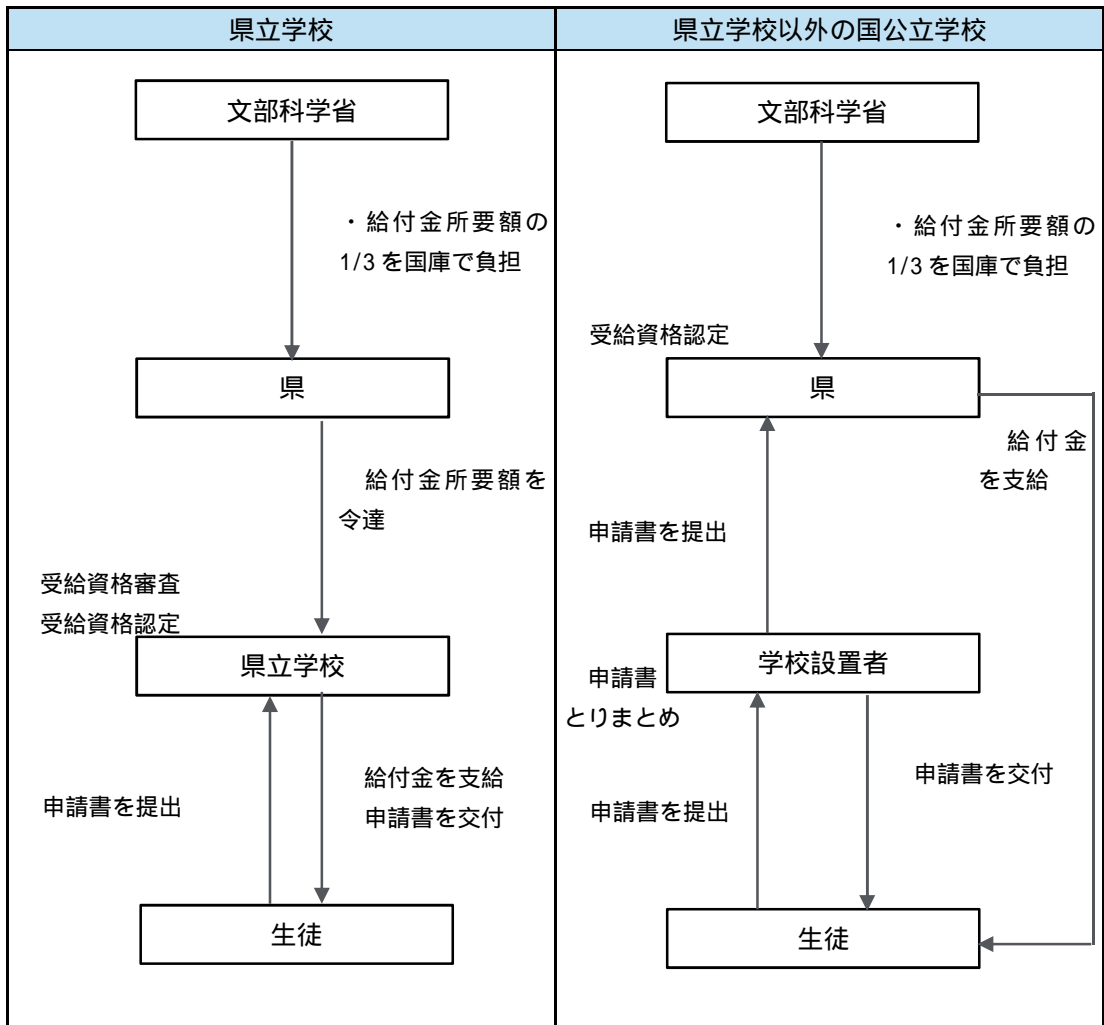 県立学校
文部科学省
・給付金所要額の
1/3を国庫で負担
県
給付金所要額を
令達
受給資格審査
受給資格認定
県立学校
申請書を提出
給付金を支給
申請書を交付
生徒
県立学校以外の国公立学校
文部科学省
・給付金所要額の
1/3を国庫で負担
受給資格認定
県
給付金
を支給
申請書を提出
学校設置者
申請書
とりまとめ
申請書を交付
申請書を提出
生徒